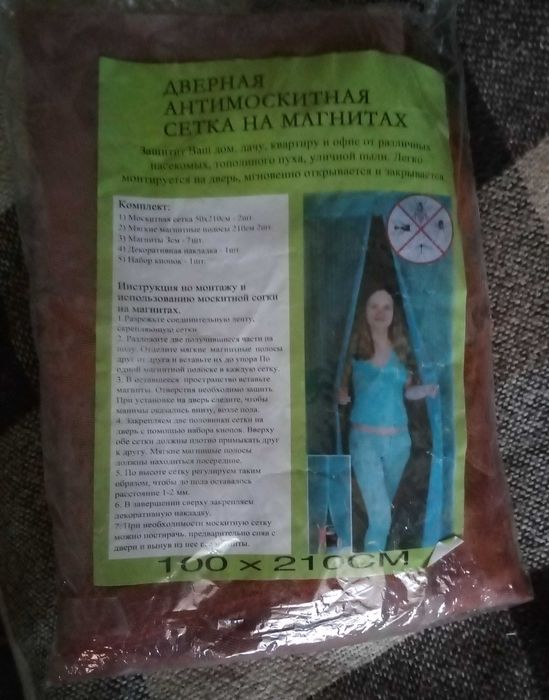 ДВЕРНАЯ
АНТИМОСКИТНАЯ
СЕТКА НА МАГНИТАХ
Защитит Ваш дом, дачу, квартиру и офис от различных
насекомых, тополиного пуха, уличной пыли. Легко
монтируется на дверь, мгновенно открывается и закрывается.
Комплект:
1) Москитная сетка 50х210см - 2шт.
2) Мягкие магнитные полосы 210см 2шт.
3) Магниты 3см - 7шт.
4) Декоративная накладка - 1шт
5) Набор кнопок - 1шт.
Инструкция по монтажу и
использованию москитной сетки
на магнитах.
1. Разрежьте соединительную ленту,
скрепляющую сетки
2. Разложите две получившиеся части на
полу. Отделите мягкие магнитные полосы
друг от друга и вставьте их до упора По
одной магнитной полоске в каждую сетку.
3. В оставшееся пространство вставьте
магниты. Отверстия необходимо зашить.
При установке на дверь следите, чтобы
магниты оказались внизу, возле пола.
4. Закрепляем две половинки сетки на
дверь с помощью набора кнопок. Вверху
обе сетки должны плотно примыкать друг
к другу. Мягкие магнитные полосы
должны находиться посередине.
5. По высоте сетку регулируем таким
образом, чтобы до пола оставалось
расстояние 1-2 мм.
6. В завершении сверху закрепляем
декоративную накладку.
7. При необходимости москитную сетку
можно постирать, предварительно сняв с
двери и вынув из нее все магниты.
100 × 210СМ